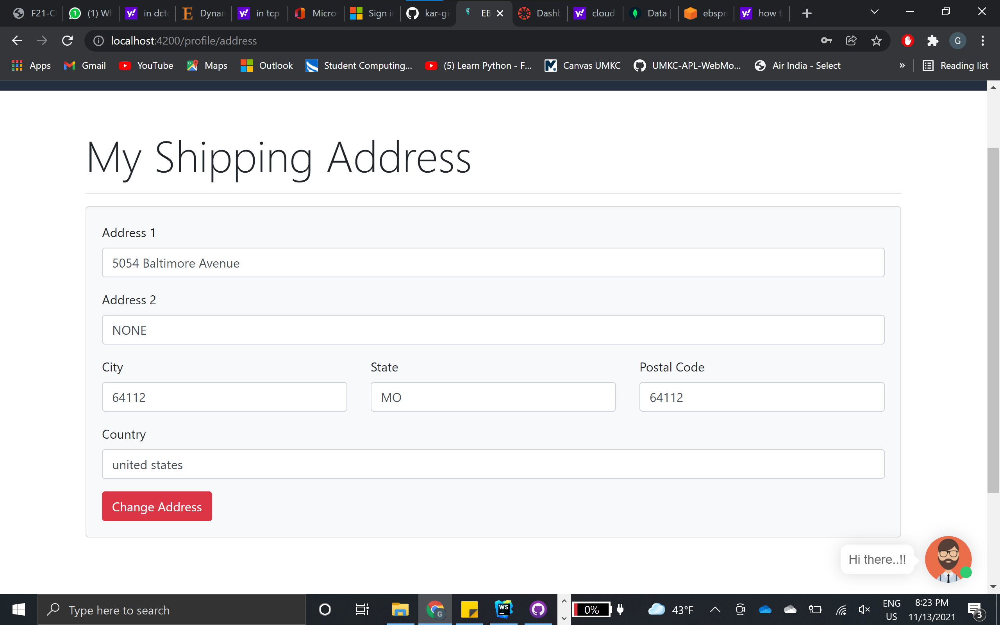 F21-C (1) Wh in dct Dynan in tcp Micro Sign i kar-gi EB Dashb cloud Data ebspr how t
localhost:4200/profile/address G
Apps Gmail YouTube Maps Outlook Student Computing... (5) Learn Python - F... Canvas UMKC UMKC-APL-WebMo... Air India - Select » Reading list
My Shipping Address
Address 1
5054 Baltimore Avenue
Address 2
NONE
City State Postal Code
64112 MO 64112
Country
united states
Change Address
Hi there..!!
Type here to search 0% 43°F ENG US 8:23 PM 11/13/2021 3